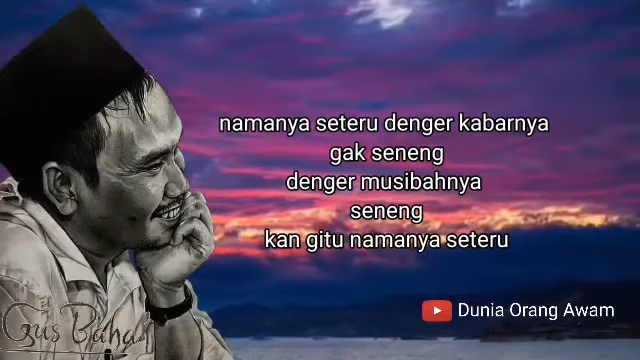 namanya seteru denger kabarnya
gak seneng
denger musibahnya
seneng
kan gitu namanya seteru
Dunia Orang Awam
Gus Baha